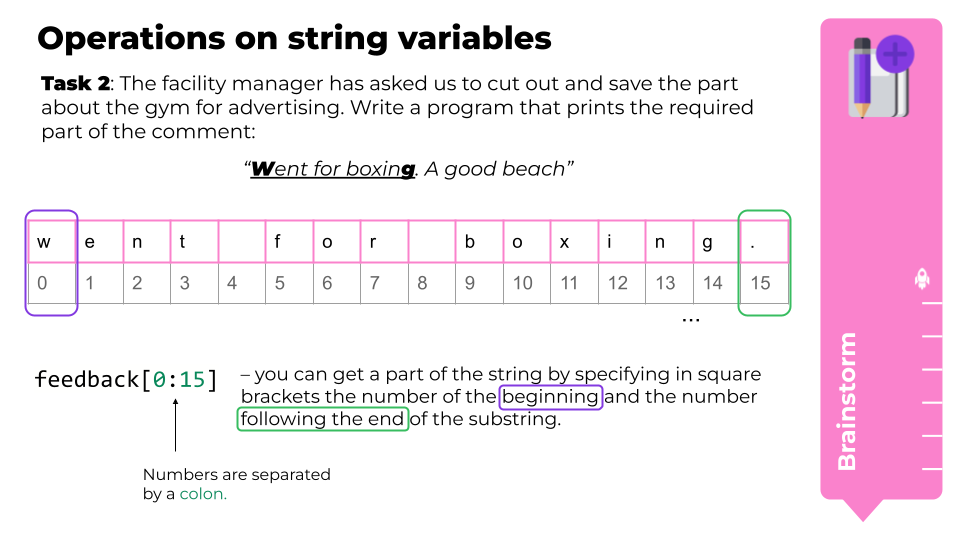 Operations on string variables
Task 2: The facility manager has asked us to cut out and save the part
about the gym for advertising. Write a program that prints the required
part of the comment:
“Went for boxing. A good beach”
w e n t f o r b o x i n g .
0 1 2 3 4 5 6 7 8 9 10 11 12 13 14 15
...
feedback[0:15]
– you can get a part of the string by specifying in square
brackets the number of the beginning and the number
following the end of the substring.
Numbers are separated
by a colon.
Brainstorm